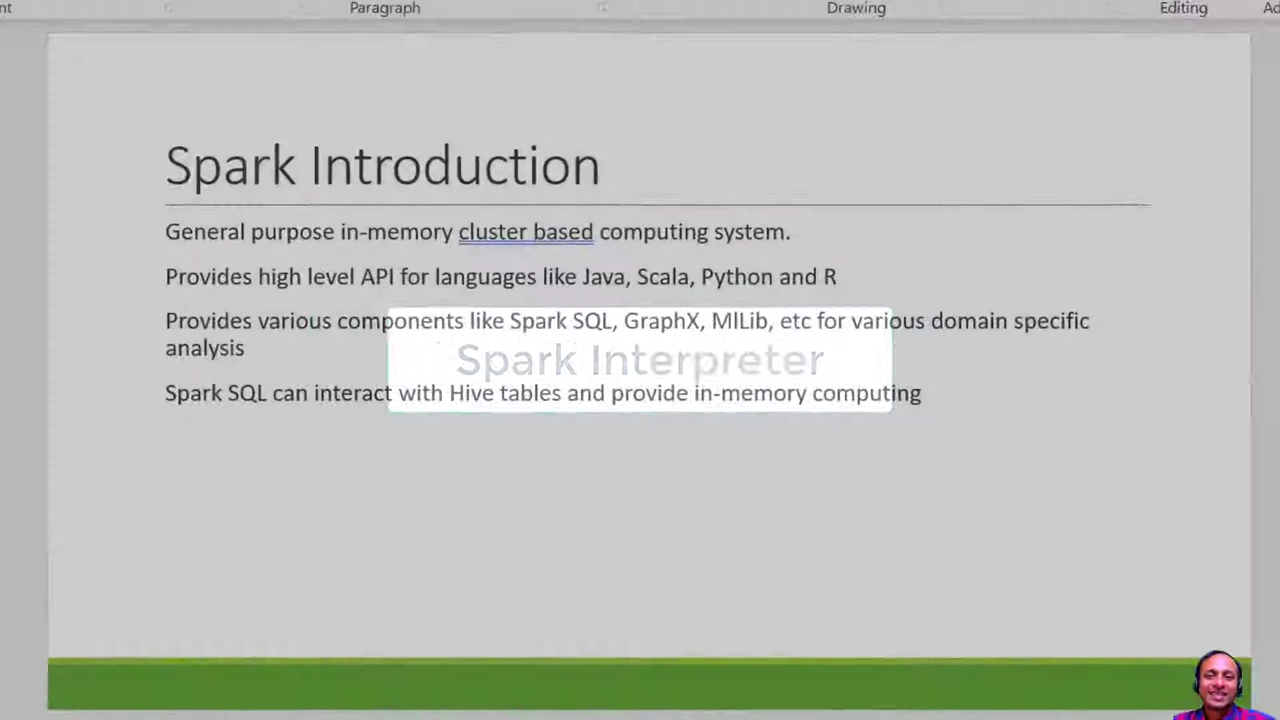 nt Paragraph Drawing Editing Ad
Spark Introduction
General purpose in-memory cluster based computing system.
Provides high level API for languages like Java, Scala, Python and R
Provides various components like Spark SQL, GraphX, MlLib, etc for various domain specific
analysis
Spark Interpreter
Spark SQL can interact with Hive tables and provide in-memory computing